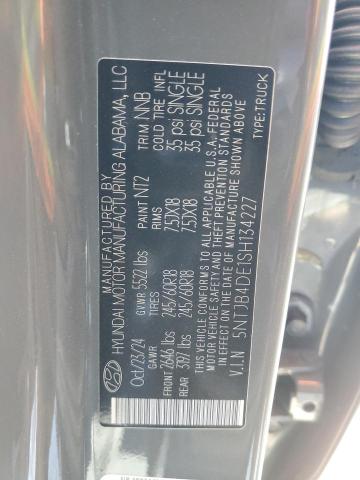 MANUFACTURED BY
HYUNDAI MOTOR MANUFACTURING ALABAMA, LLC
Oct/23/24 GVWR 5522 lbs PAINT NT2 TRIM NNB
GAWR TIRES RIMS COLD TIRE INFL
FRONT 2646 lbs 245/60R18 7.5JX18 35 psi SINGLE
REAR 3197 lbs 245/60R18 7.5JX18 35 psi SINGLE
THIS VEHICLE CONFORMS TO ALL APPLICABLE U.S.A. FEDERAL
MOTOR VEHICLE SAFETY AND THEFT PREVENTION STANDARDS
IN EFFECT ON THE DATE OF MANUFACTURE SHOWN ABOVE
V.I.N 5NTJB4DE1SH134227 TYPE:TRUCK